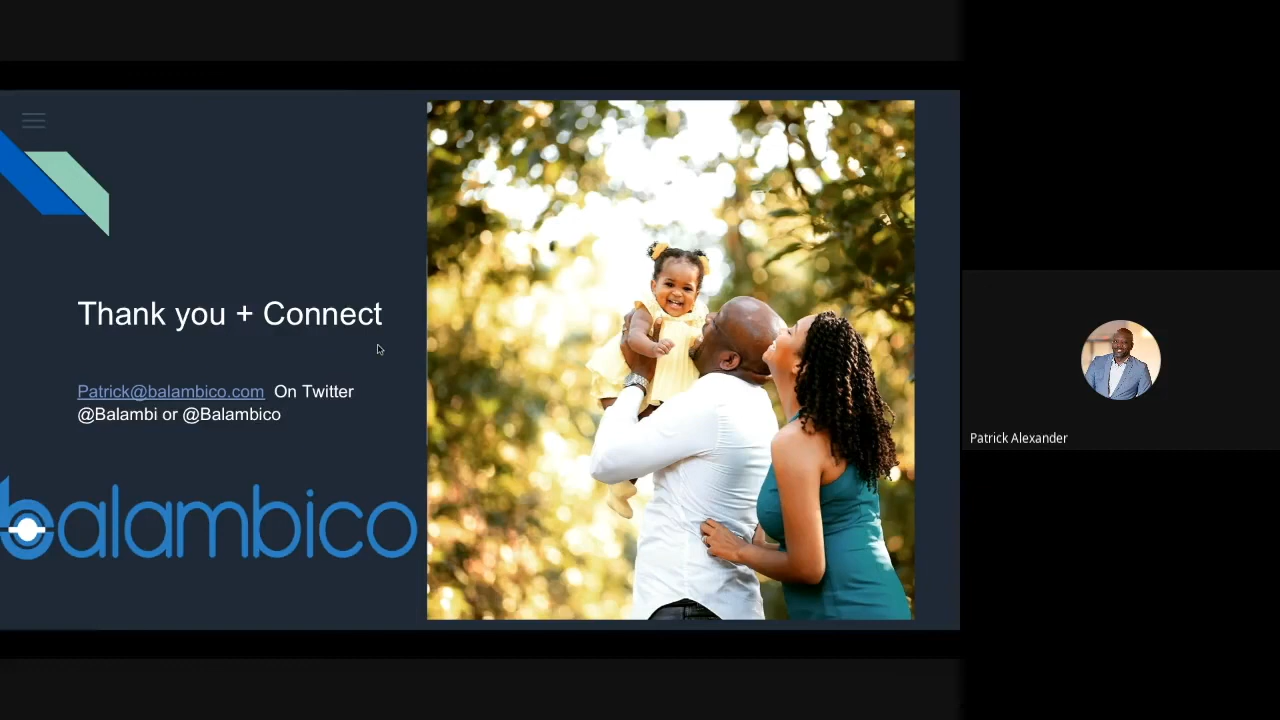 Thank you + Connect
Patrick@balambico.com On Twitter
@Balambi or @Balambico
balambico
Patrick Alexander